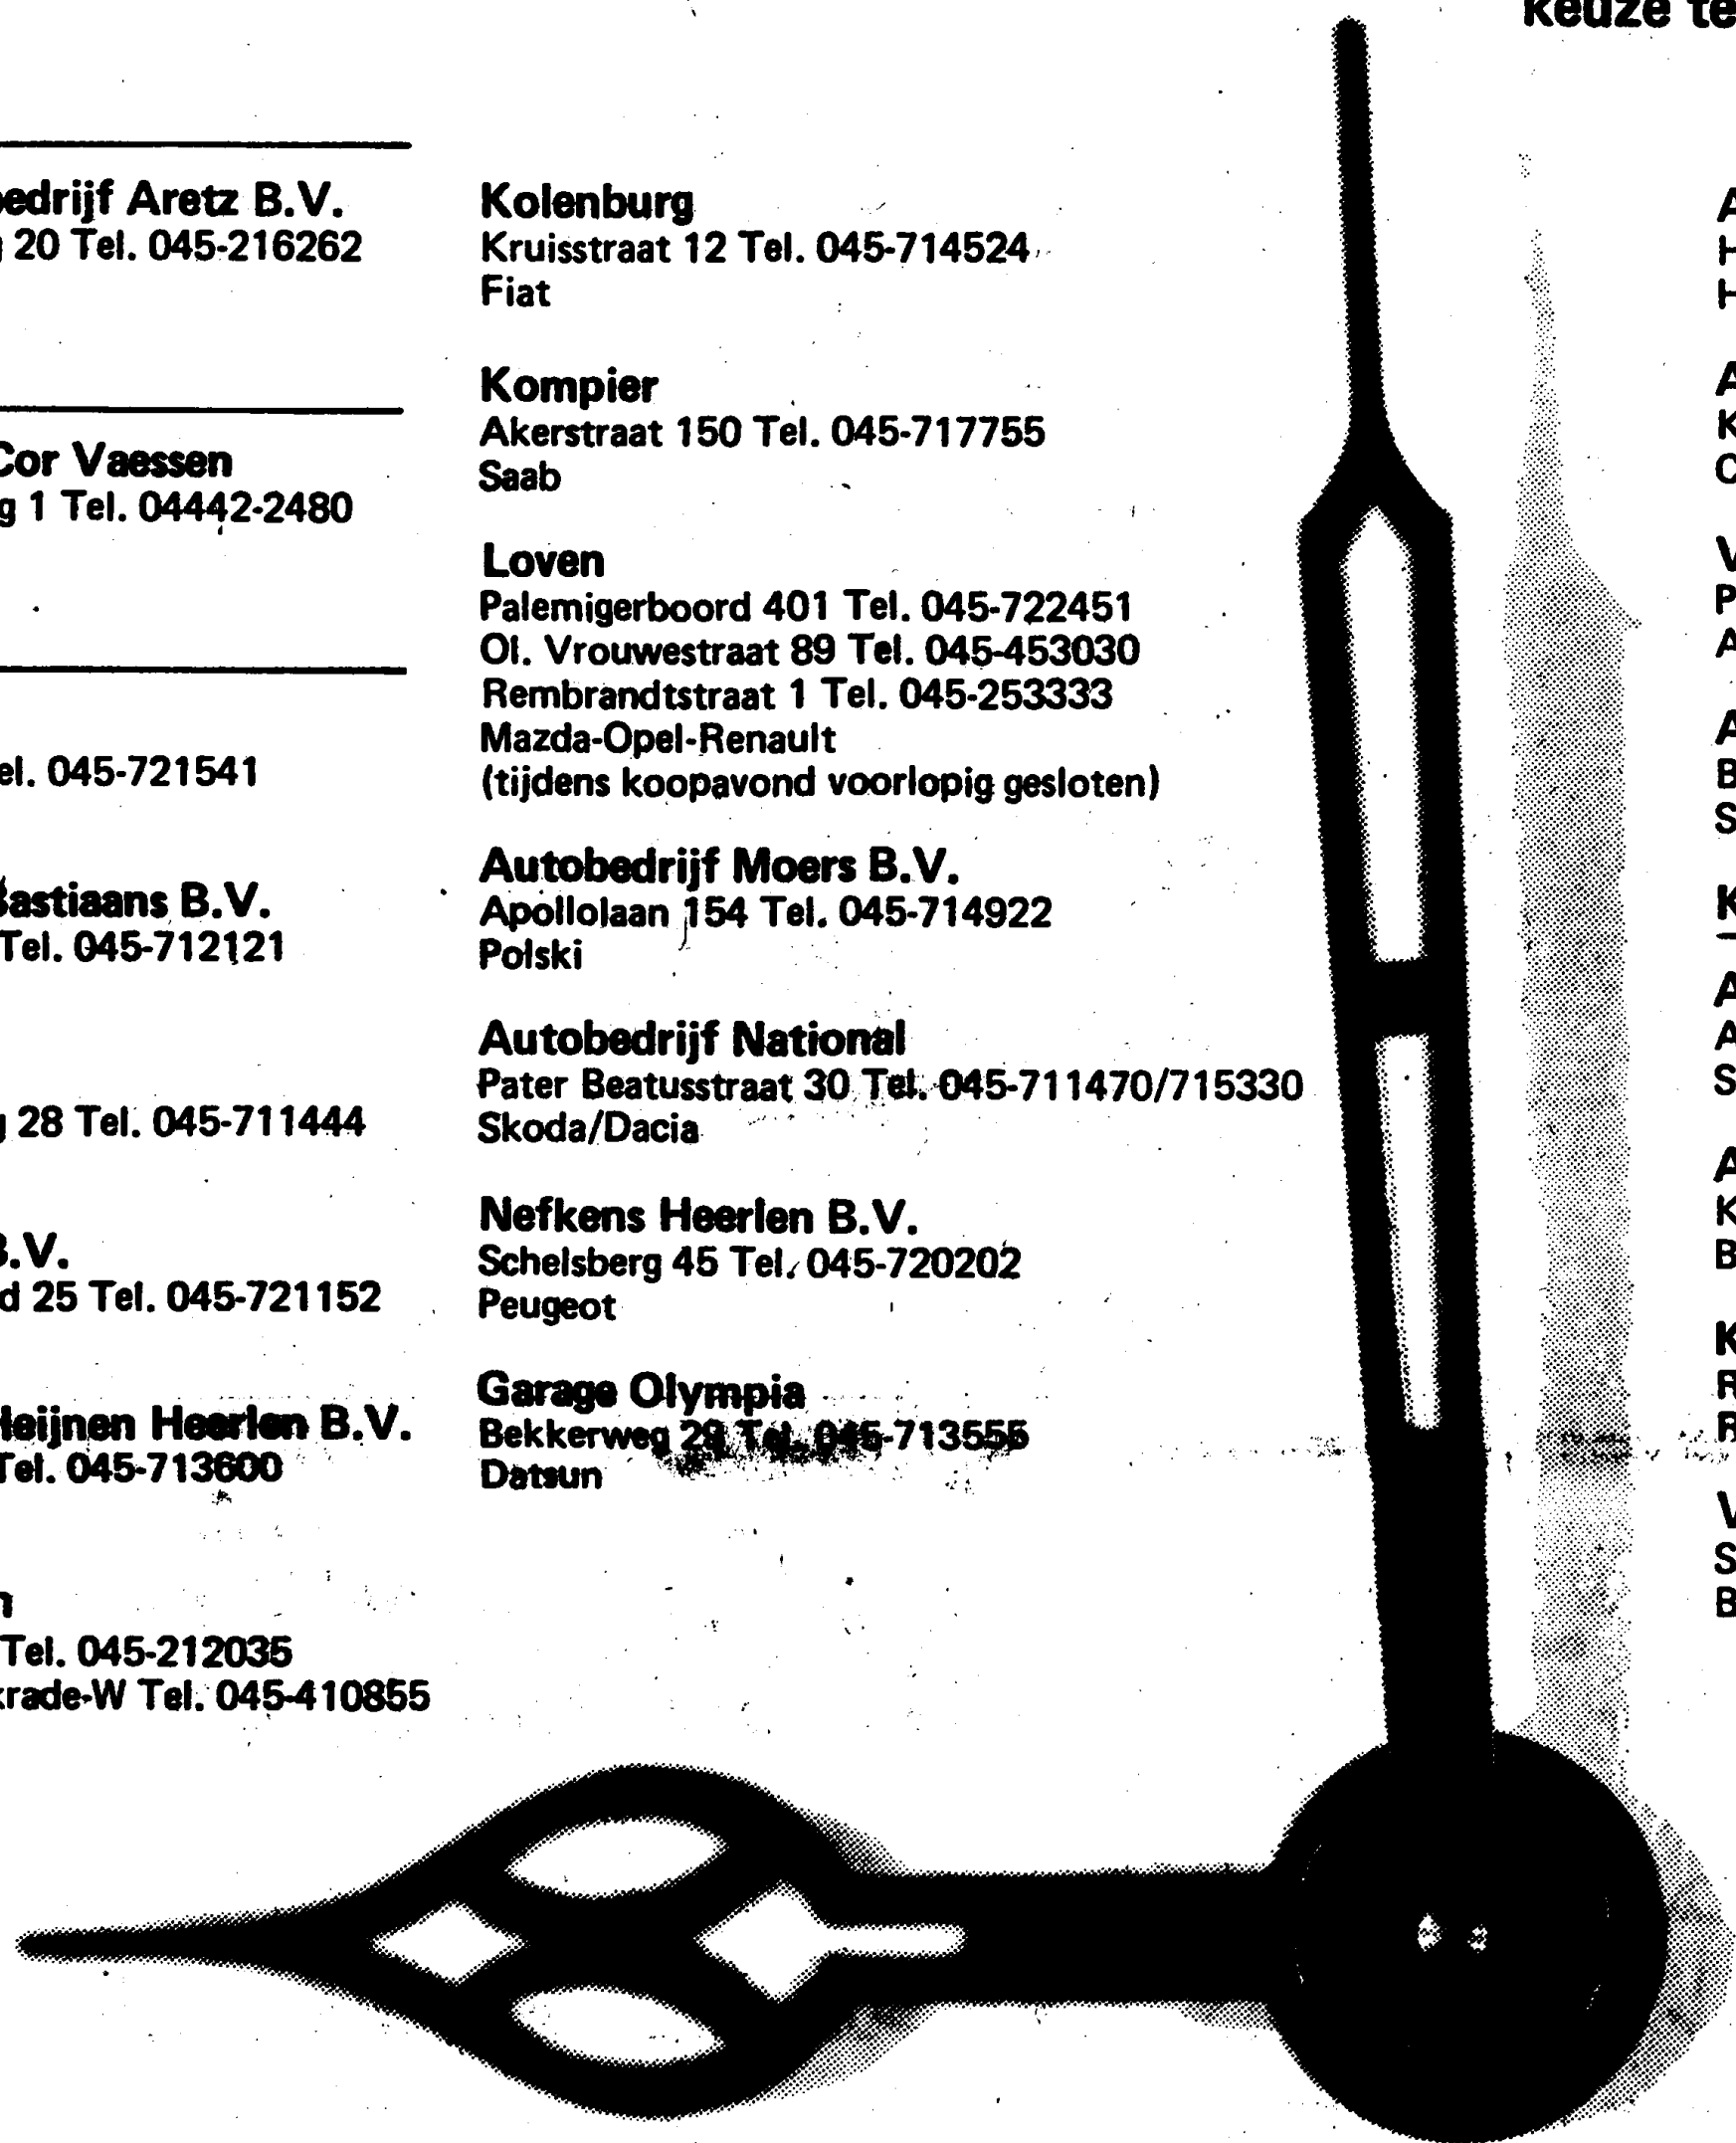 keuze te
edrijf Aretz B.V.
20 Tel. 045-216262
Cor Vaessen
g 1 Tel. 04442-2480
el. 045-721541
Bastiaans B.V.
Tel. 045-712121
g 28 Tel. 045-711444
B.V.
d 25 Tel. 045-721152
Heijnen Heerlen B.V.
Tel. 045-713600
n
Tel. 045-212035
krade-W Tel. 045-410855
Kolenburg
Kruisstraat 12 Tel. 045-714524
Fiat
Kompier
Akerstraat 150 Tel. 045-717755
Saab
Loven
Palemigerboord 401 Tel. 045-722451
Ol. Vrouwestraat 89 Tel. 045-453030
Rembrandtstraat 1 Tel. 045-253333
Mazda-Opel-Renault
(tijdens koopavond voorlopig gesloten)
Autobedrijf Moers B.V.
Apollolaan 154 Tel. 045-714922
Polski
Autobedrijf National
Pater Beatusstraat 30 Tel. 045-711470/715330
Skoda/Dacia
Nefkens Heerlen B.V.
Schelsberg 45 Tel. 045-720202
Peugeot
Garage Olympia
Bekkerweg Tel. 045-713555
Datsun
A
H
H
A
K
C
V
P
A
A
B
S
K
A
A
S
A
K
B
K
R
R
V
S
B